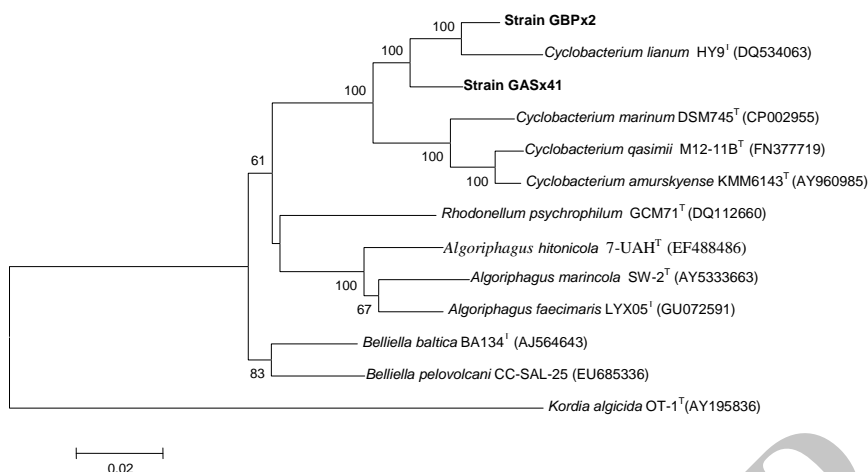 Strain GBPx2
100
Cyclobacterium lianum HY9ᵀ (DQ534063)
100
Strain GASx41
100
Cyclobacterium marinum DSM745ᵀ (CP002955)
Cyclobacterium qasimii M12-11Bᵀ (FN377719)
100
61
100
Cyclobacterium amurskyense KMM6143ᵀ (AY960985)
Rhodonellum psychrophilum GCM71ᵀ (DQ112660)
Algoriphagus hitonicola 7-UAHᵀ (EF488486)
Algoriphagus marincola SW-2ᵀ (AY5333663)
100
67
Algoriphagus faecimaris LYX05ᵀ (GU072591)
Belliella baltica BA134ᵀ (AJ564643)
83
Belliella pelovolcani CC-SAL-25 (EU685336)
Kordia algicida OT-1ᵀ(AY195836)
0.02